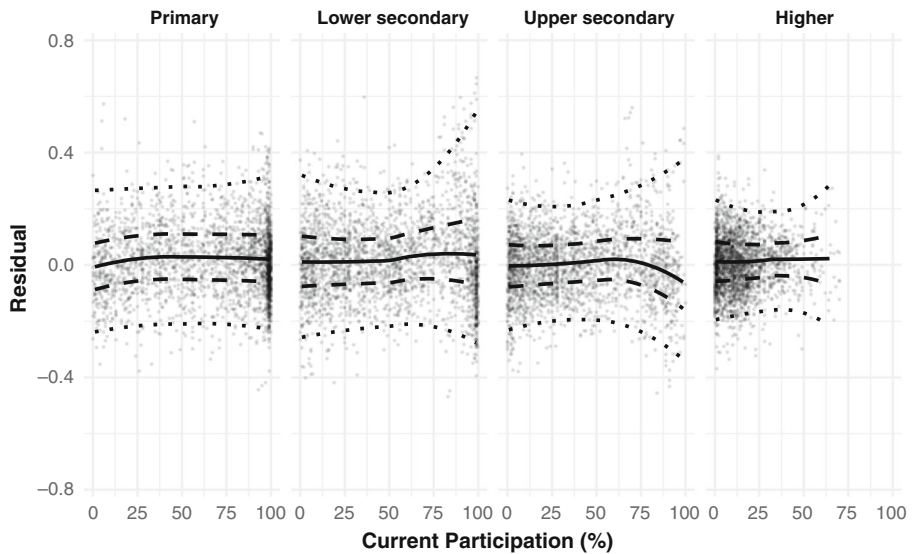 Primary Lower secondary Upper secondary Higher
0.8
0.4
0.0
−0.4
−0.8
Residual
0 25 50 75 100 0 25 50 75 100 0 25 50 75 100 0 25 50 75 100
Current Participation (%)